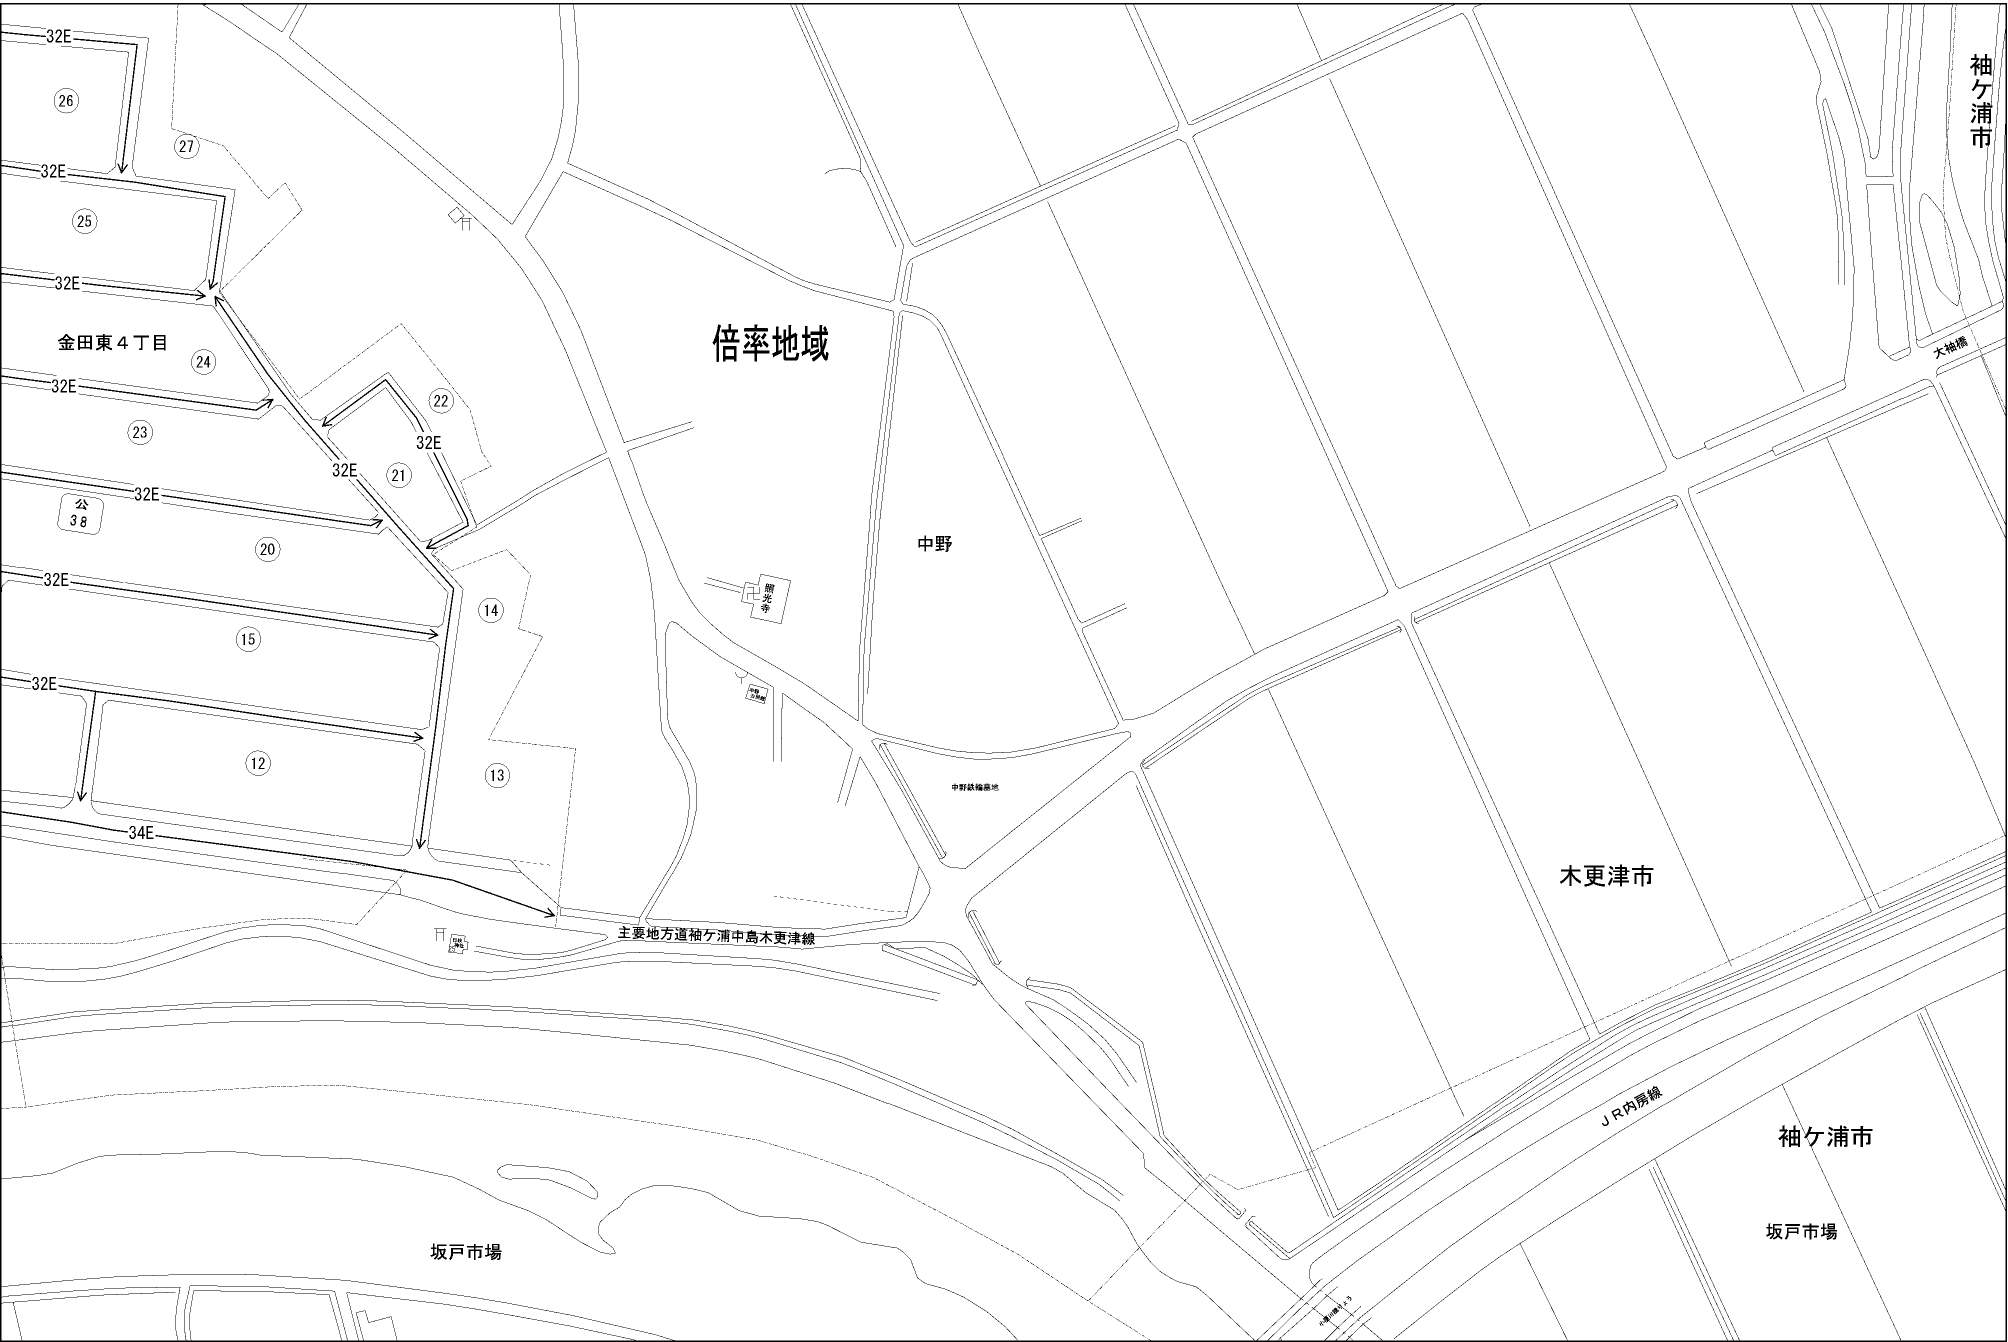 32E
26
27
32E
25
32E
金田東４丁目
24
22
32E
32E
23
21
32E
32E
公
38
20
32E
14
15
32E
12
13
34E
倍率地域
中野
照光寺
中野鉄輪墓地
主要地方道袖ケ浦中島木更津線
坂戸市場
袖ケ浦市
大袖橋
木更津市
ＪＲ内房線
袖ケ浦市
坂戸市場